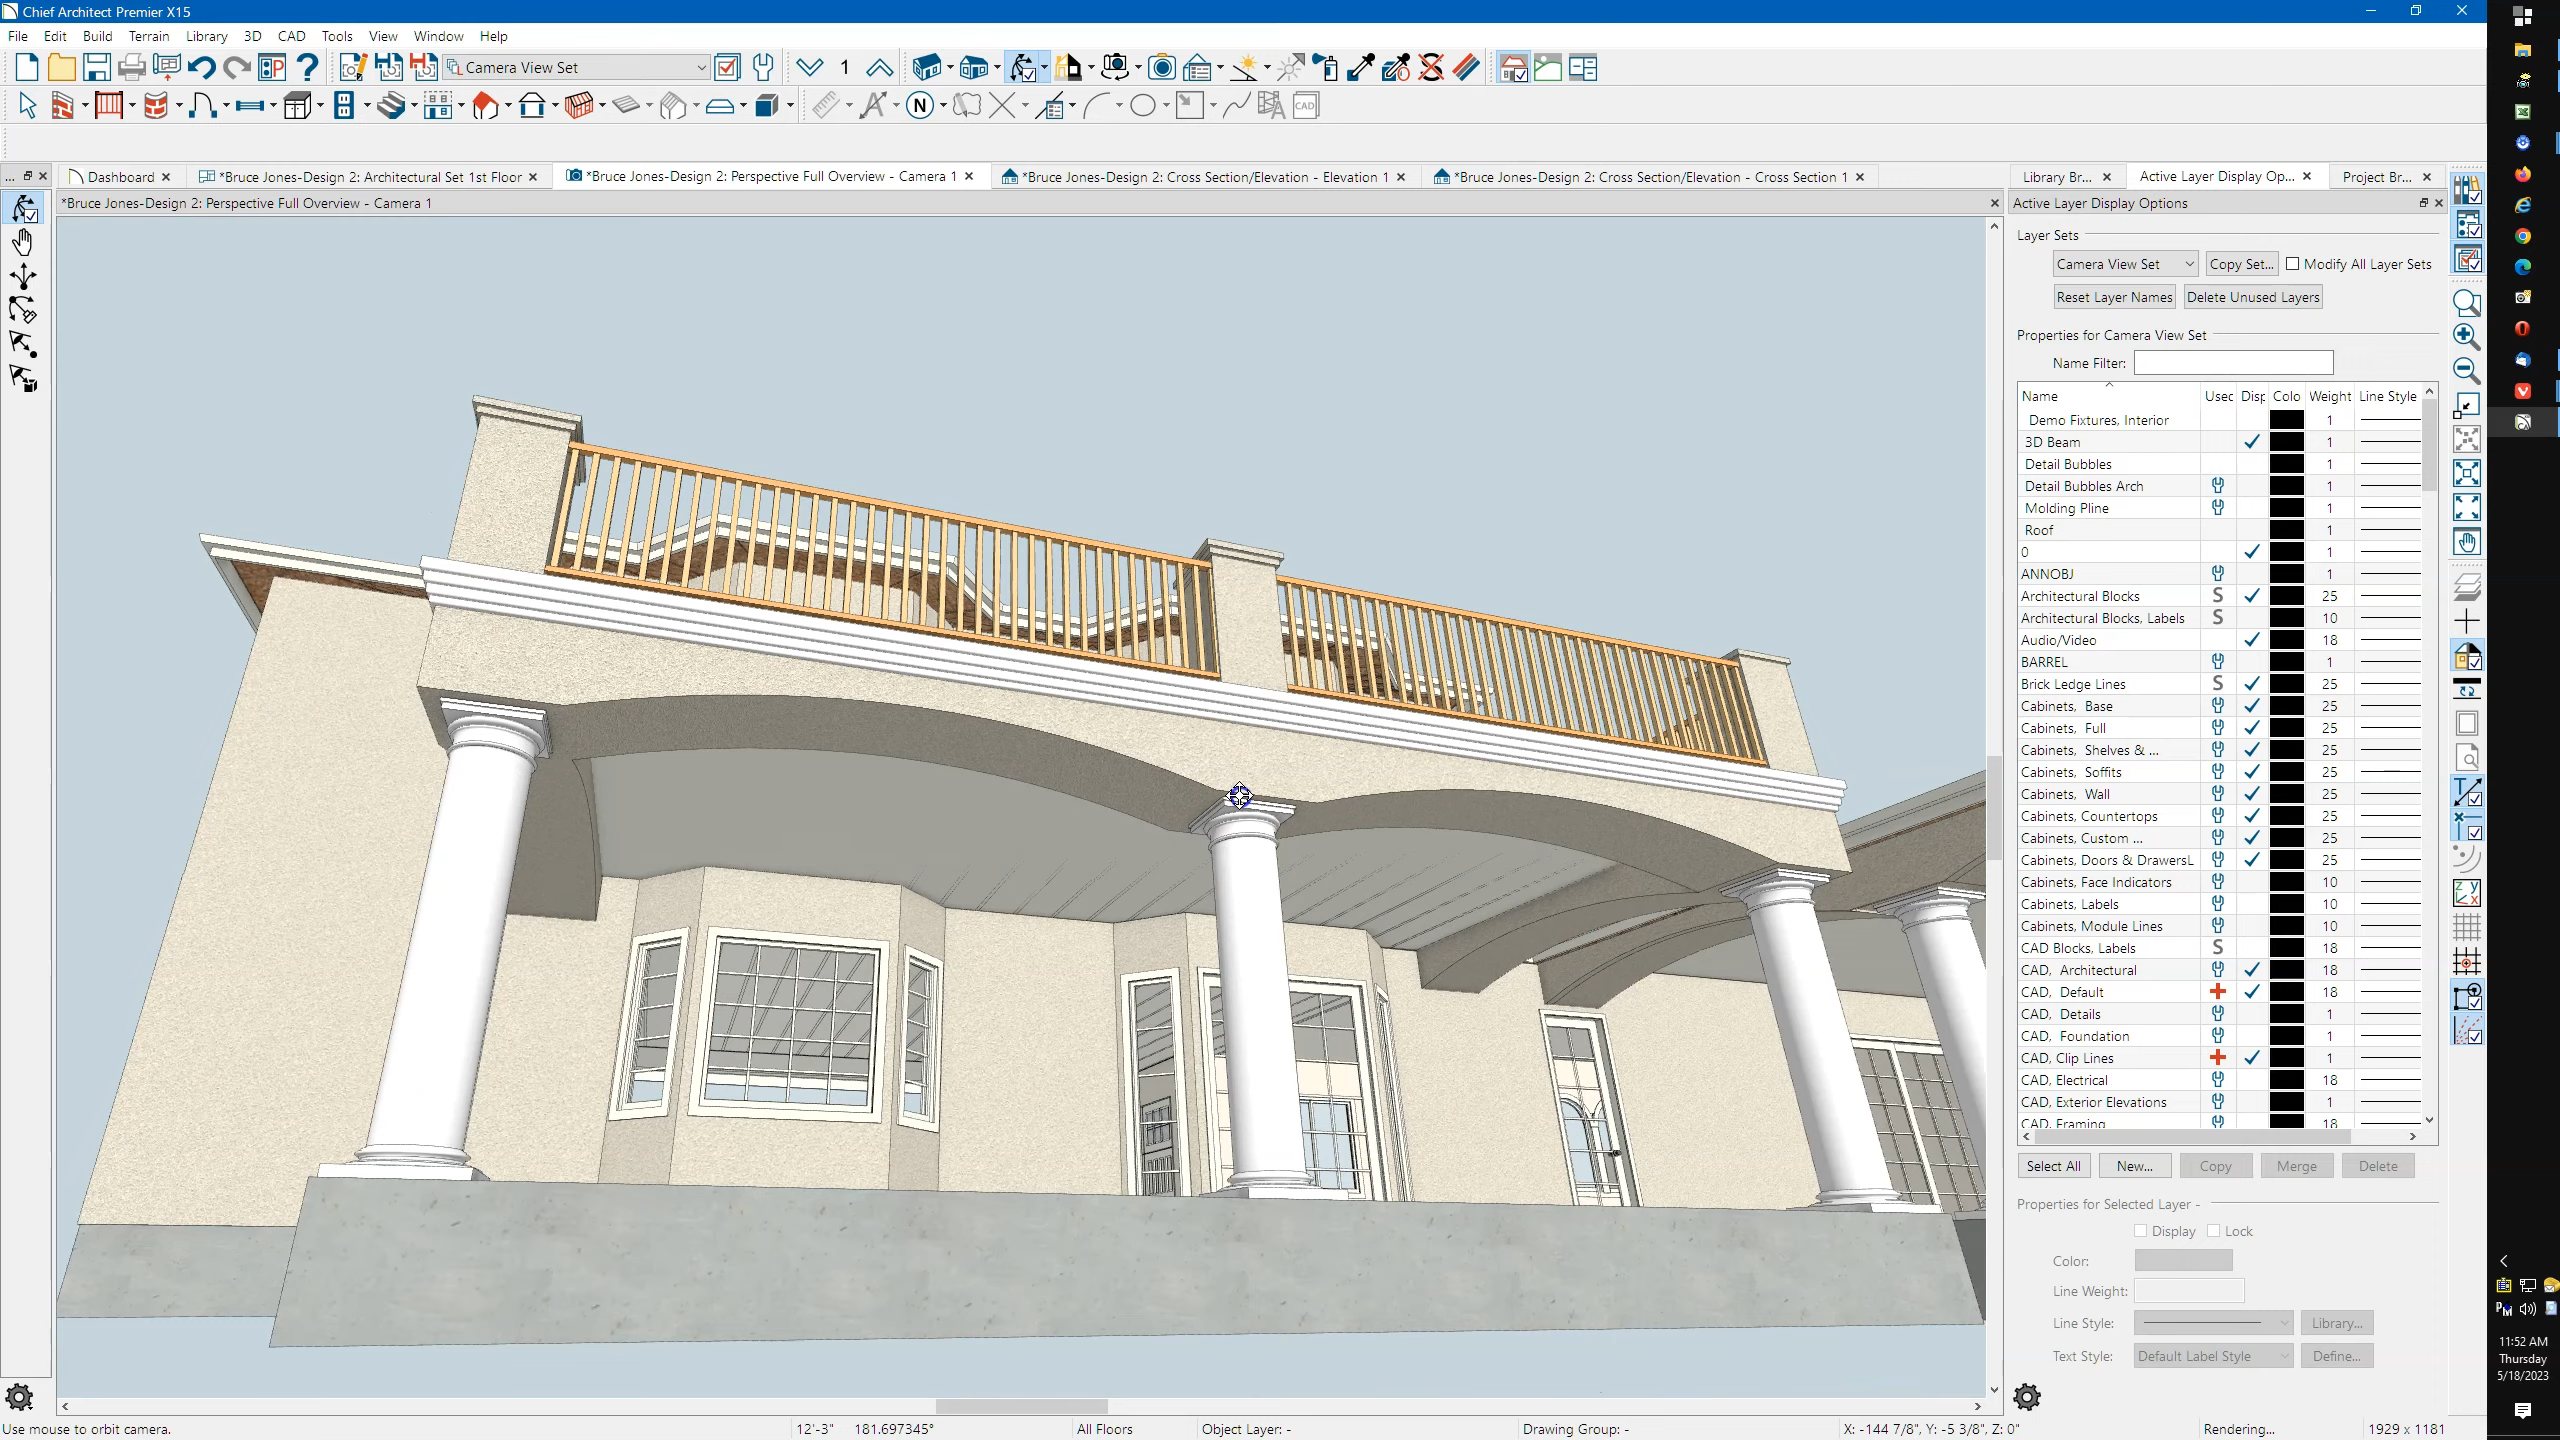 Chief Architect Premier X15
File Edit Build Terrain Library 3D CAD Tools View Window Help
Camera View Set
1
N
CAD
Dashboard
*Bruce Jones-Design 2: Architectural Set 1st Floor
*Bruce Jones-Design 2: Perspective Full Overview - Camera 1
*Bruce Jones-Design 2: Cross Section/Elevation - Elevation 1
*Bruce Jones-Design 2: Cross Section/Elevation - Cross Section 1
Library Br...
Active Layer Display Op...
Project Br...
*Bruce Jones-Design 2: Perspective Full Overview - Camera 1
Active Layer Display Options
Layer Sets
Camera View Set
Copy Set...
Modify All Layer Sets
Reset Layer Names
Delete Unused Layers
Properties for Camera View Set
Name Filter:
Name Used Disp Colo Weight Line Style
Demo Fixtures, Interior 1
3D Beam 1
Detail Bubbles 1
Detail Bubbles Arch 1
Molding Pline 1
Roof 1
0 1
ANNOBJ 1
Architectural Blocks S 25
Architectural Blocks, Labels S 10
Audio/Video 18
BARREL 1
Brick Ledge Lines S 25
Cabinets, Base 25
Cabinets, Full 25
Cabinets, Shelves & ... 25
Cabinets, Soffits 25
Cabinets, Wall 25
Cabinets, Countertops 25
Cabinets, Custom ... 25
Cabinets, Doors & DrawersL 25
Cabinets, Face Indicators 10
Cabinets, Labels 10
Cabinets, Module Lines 10
CAD Blocks, Labels S 18
CAD, Architectural 18
CAD, Default 18
CAD, Details 1
CAD, Foundation 1
CAD, Clip Lines 1
CAD, Electrical 18
CAD, Exterior Elevations 1
CAD, Framing 18
Select All New... Copy Merge Delete
Properties for Selected Layer -
Display Lock
Color:
Line Weight:
Line Style: Library...
Text Style: Default Label Style Define...
11:52 AM
Thursday
5/18/2023
Use mouse to orbit camera.
12'-3" 181.697345°
All Floors
Object Layer: -
Drawing Group: -
X: -144 7/8", Y: -5 3/8", Z: 0"
Rendering...
1929 x 1181